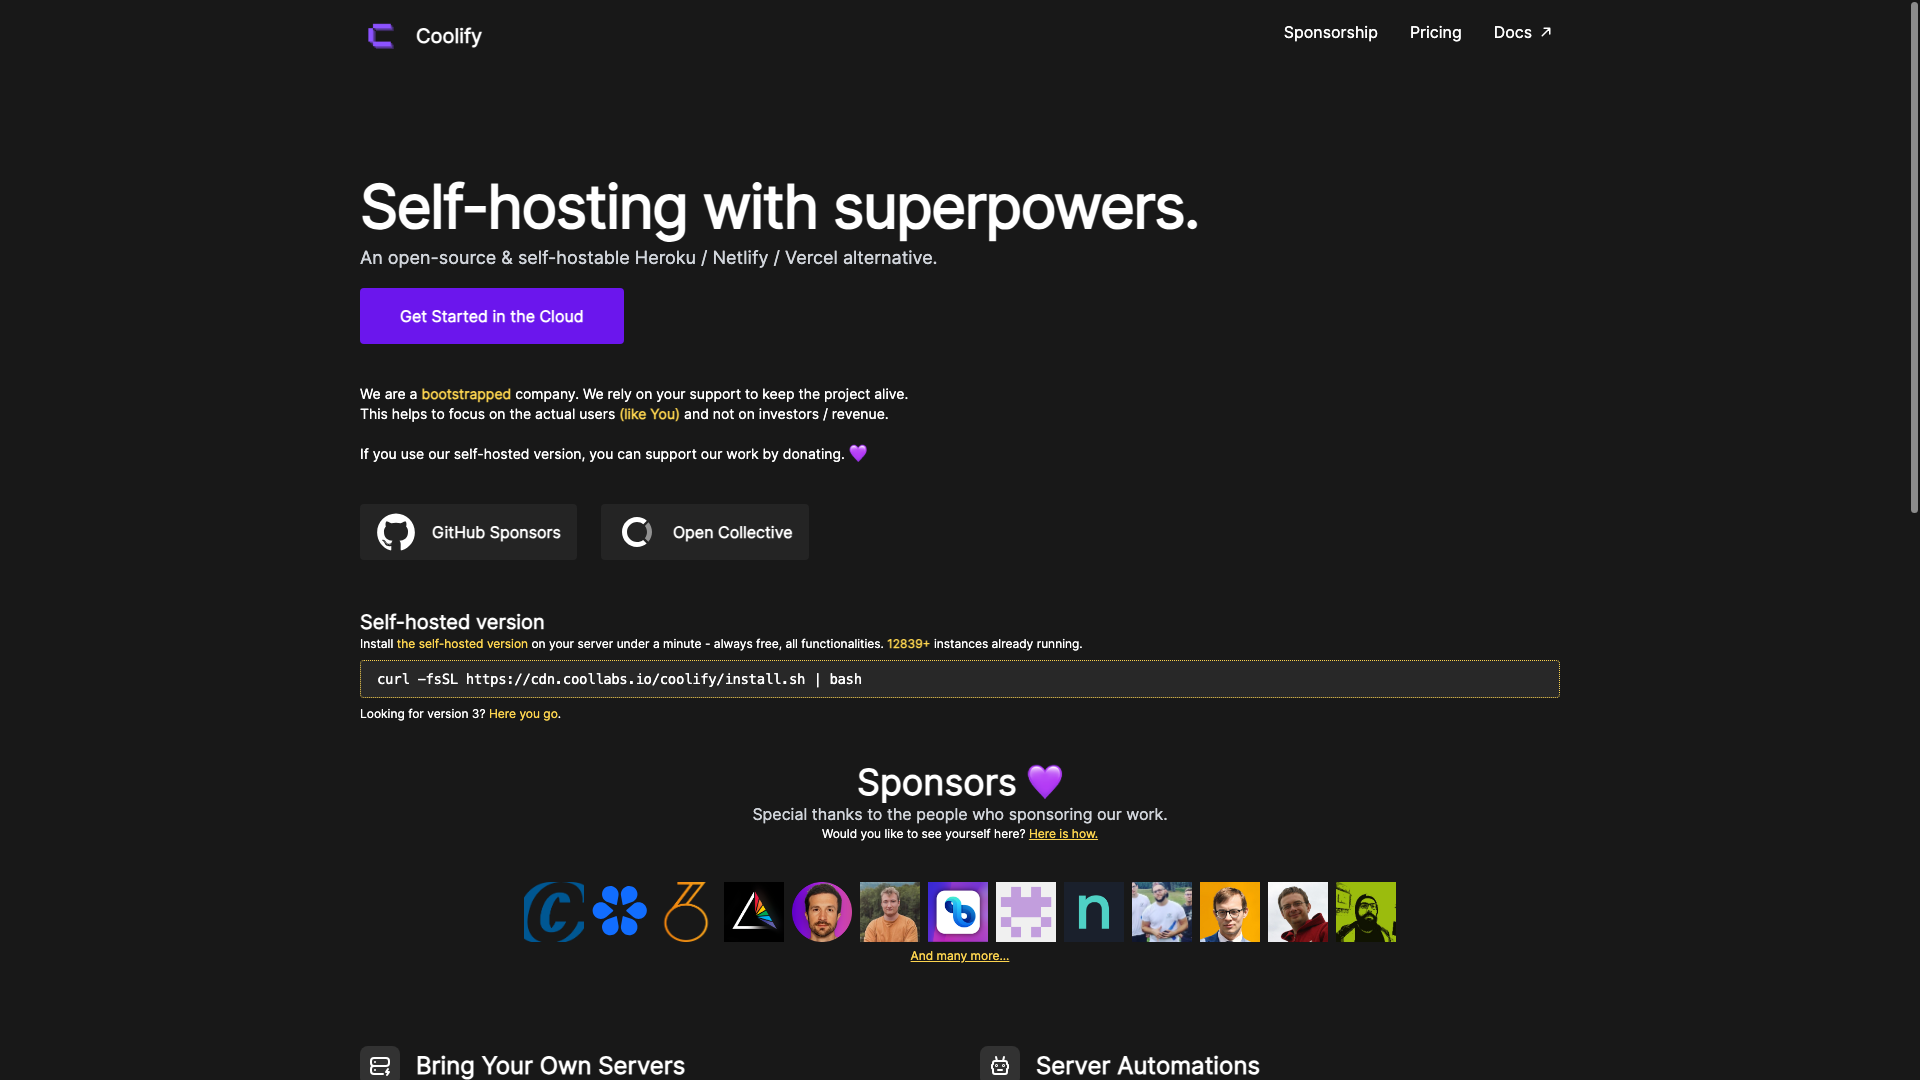 Coolify
Sponsorship
Pricing
Docs ↗
Self-hosting with superpowers.
An open-source & self-hostable Heroku / Netlify / Vercel alternative.
Get Started in the Cloud
We are a bootstrapped company. We rely on your support to keep the project alive.
This helps to focus on the actual users (like You) and not on investors / revenue.
If you use our self-hosted version, you can support our work by donating. 💜
GitHub Sponsors
Open Collective
Self-hosted version
Install the self-hosted version on your server under a minute - always free, all functionalities. 12839+ instances already running.
curl -fsSL https://cdn.coollabs.io/coolify/install.sh | bash
Looking for version 3? Here you go.
Sponsors 💜
Special thanks to the people who sponsoring our work.
Would you like to see yourself here? Here is how.
And many more...
Bring Your Own Servers
Server Automations